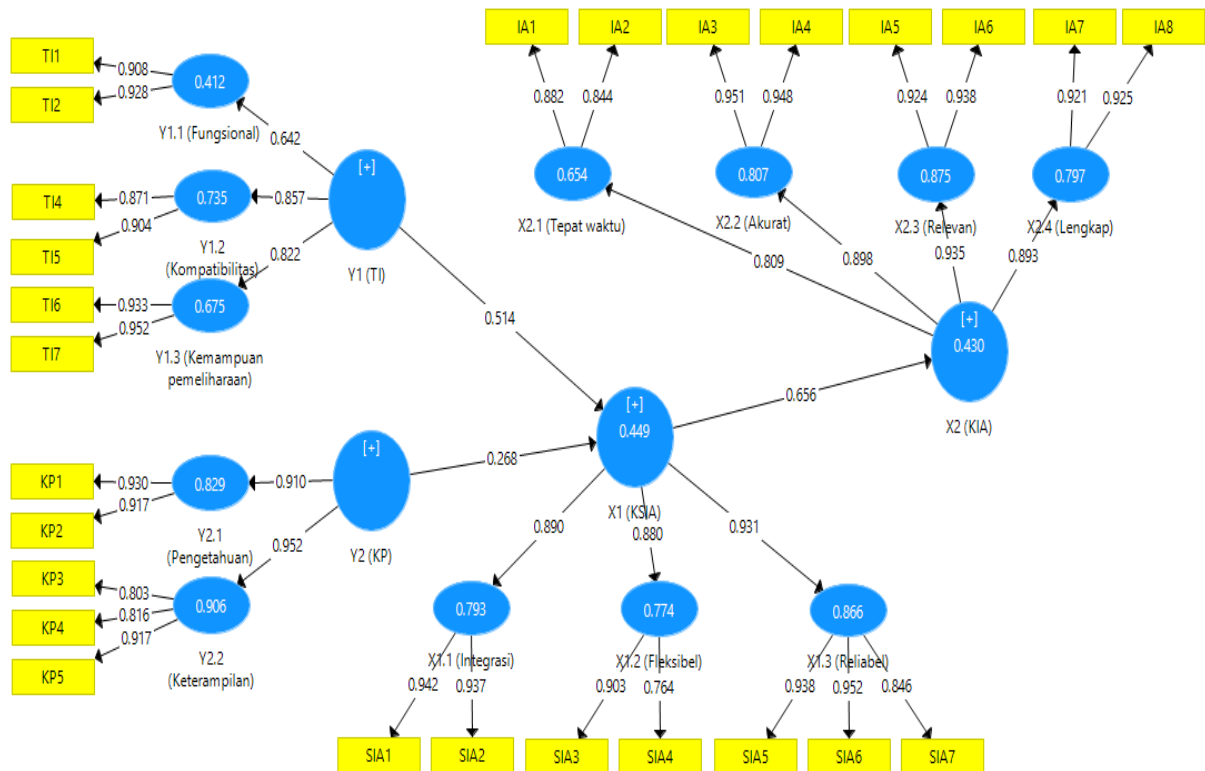 IA1
IA2
IA3
IA4
IA5
IA6
IA7
IA8
0.882
0.844
0.951
0.948
0.924
0.938
0.921
0.925
0.654
0.807
0.875
0.797
X2.1 (Tepat waktu)
X2.2 (Akurat)
X2.3 (Relevan)
X2.4 (Lengkap)
0.809
0.898
0.935
0.893
TI1
TI2
0.908
0.928
0.412
Y1.1 (Fungsional)
0.642
TI4
TI5
0.871
0.904
0.735
Y1.2
(Kompatibilitas)
0.857
TI6
TI7
0.933
0.952
0.675
Y1.3 (Kemampuan
pemeliharaan)
0.822
[+]
Y1 (TI)
0.514
[+]
0.430
X2 (KIA)
0.656
[+]
0.449
X1 (KSIA)
KP1
KP2
0.930
0.917
0.829
Y2.1
(Pengetahuan)
0.910
[+]
Y2 (KP)
0.268
KP3
KP4
KP5
0.803
0.816
0.917
0.906
Y2.2
(Keterampilan)
0.952
0.890
0.880
0.931
0.793
0.774
0.866
X1.1 (Integrasi)
X1.2 (Fleksibel)
X1.3 (Reliabel)
0.942
0.937
0.903
0.764
0.938
0.952
0.846
SIA1
SIA2
SIA3
SIA4
SIA5
SIA6
SIA7